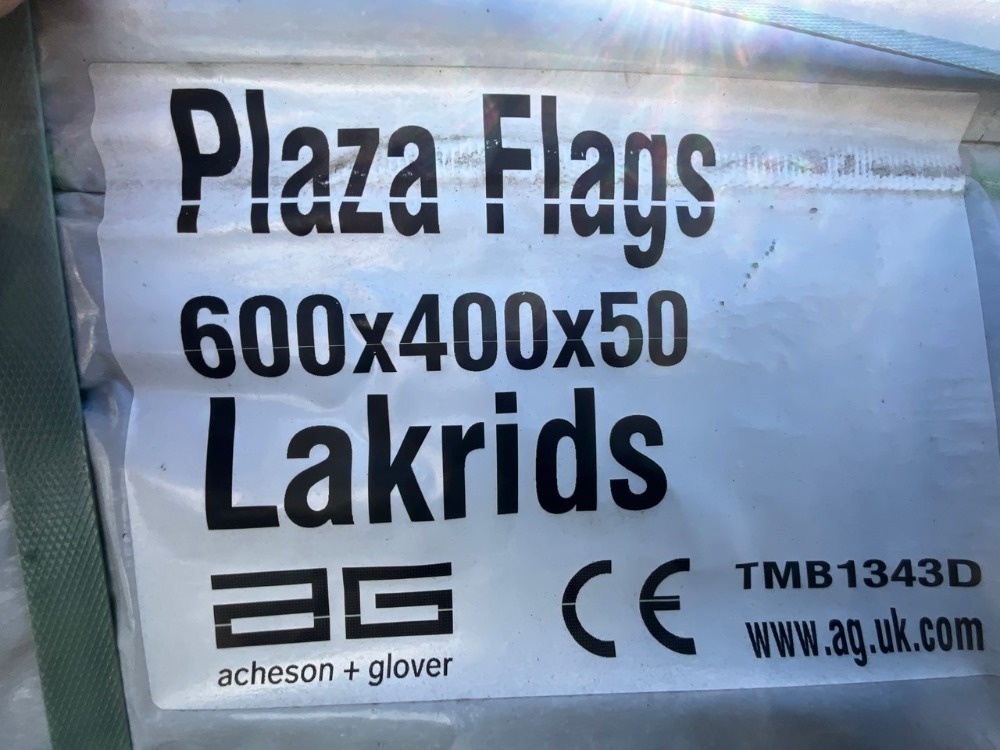 Plaza Flags
600x400x50
Lakrids
ag
acheson + glover
CE
TMB1343D
www.ag.uk.com